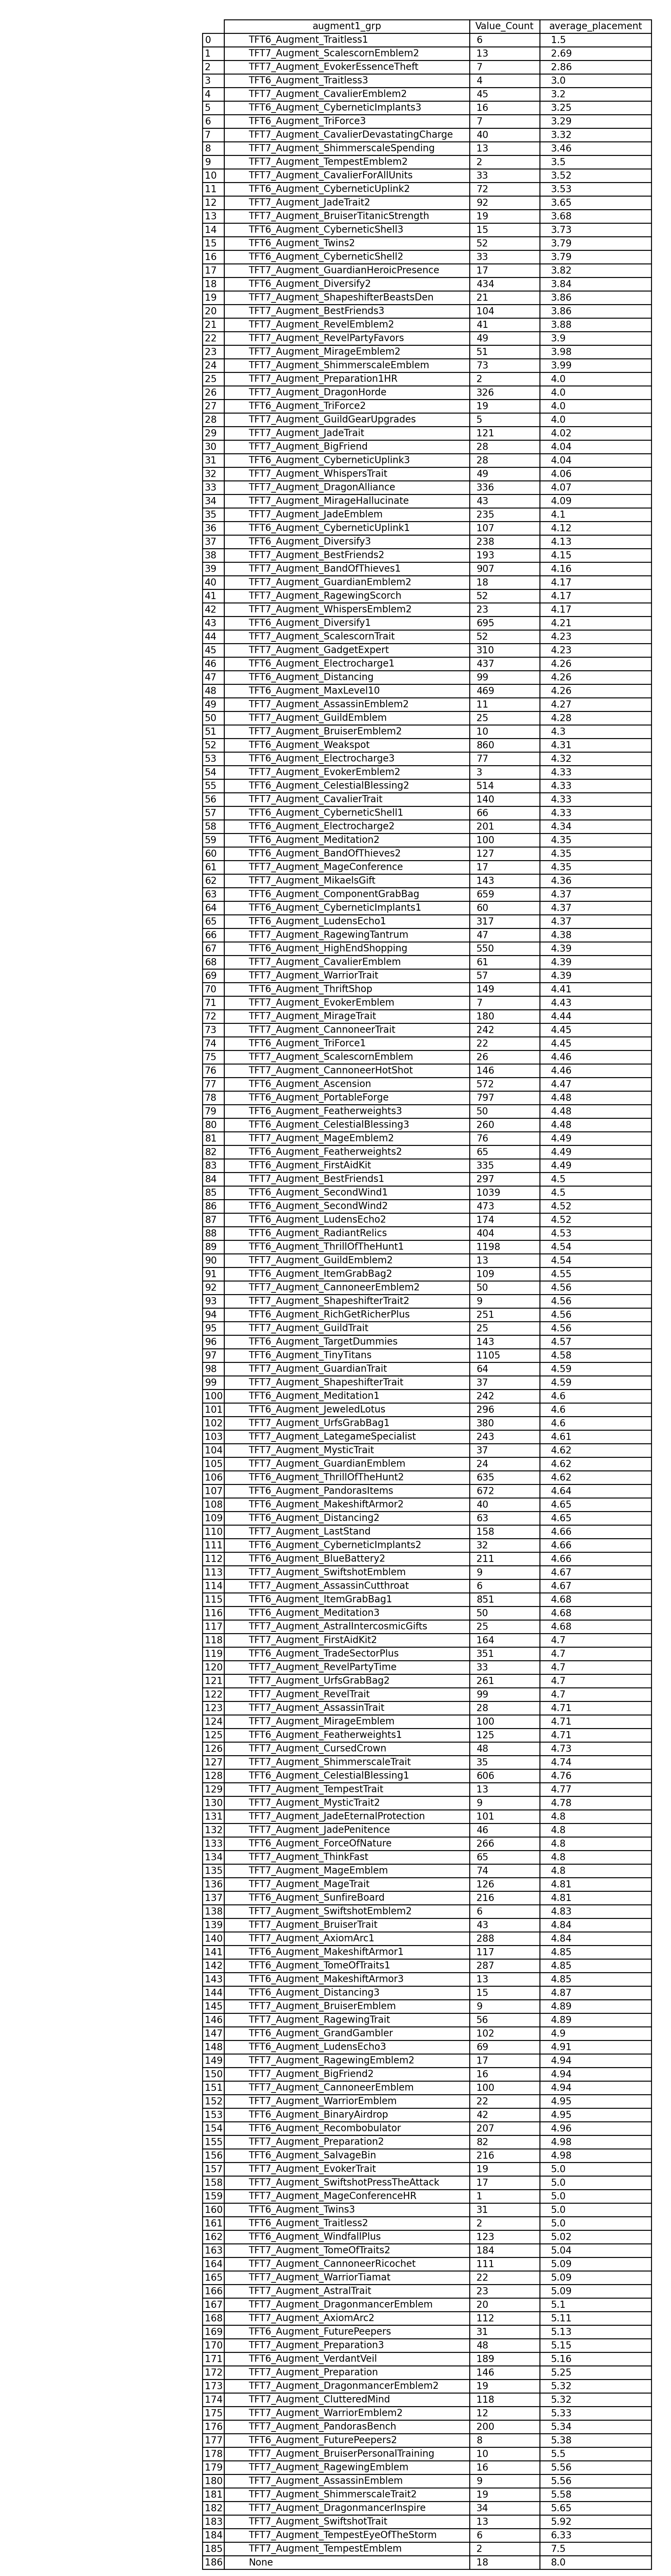 augment1_grp Value_Count average_placement
0 TFT6_Augment_Traitless1 6 1.5
1 TFT7_Augment_ScalescornEmblem2 13 2.69
2 TFT7_Augment_EvokerEssenceTheft 7 2.86
3 TFT6_Augment_Traitless3 4 3.0
4 TFT7_Augment_CavalierEmblem2 45 3.2
5 TFT6_Augment_CyberneticImplants3 16 3.25
6 TFT6_Augment_TriForce3 7 3.29
7 TFT7_Augment_CavalierDevastatingCharge 40 3.32
8 TFT7_Augment_ShimmerscaleSpending 13 3.46
9 TFT7_Augment_TempestEmblem2 2 3.5
10 TFT7_Augment_CavalierForAllUnits 33 3.52
11 TFT6_Augment_CyberneticUplink2 72 3.53
12 TFT7_Augment_JadeTrait2 92 3.65
13 TFT7_Augment_BruiserTitanicStrength 19 3.68
14 TFT6_Augment_CyberneticShell3 15 3.73
15 TFT6_Augment_Twins2 52 3.79
16 TFT6_Augment_CyberneticShell2 33 3.79
17 TFT7_Augment_GuardianHeroicPresence 17 3.82
18 TFT6_Augment_Diversify2 434 3.84
19 TFT7_Augment_ShapeshifterBeastsDen 21 3.86
20 TFT7_Augment_BestFriends3 104 3.86
21 TFT7_Augment_RevelEmblem2 41 3.88
22 TFT7_Augment_RevelPartyFavors 49 3.9
23 TFT7_Augment_MirageEmblem2 51 3.98
24 TFT7_Augment_ShimmerscaleEmblem 73 3.99
25 TFT7_Augment_Preparation1HR 2 4.0
26 TFT7_Augment_DragonHorde 326 4.0
27 TFT6_Augment_TriForce2 19 4.0
28 TFT7_Augment_GuildGearUpgrades 5 4.0
29 TFT7_Augment_JadeTrait 121 4.02
30 TFT7_Augment_BigFriend 28 4.04
31 TFT6_Augment_CyberneticUplink3 28 4.04
32 TFT7_Augment_WhispersTrait 49 4.06
33 TFT7_Augment_DragonAlliance 336 4.07
34 TFT7_Augment_MirageHallucinate 43 4.09
35 TFT7_Augment_JadeEmblem 235 4.1
36 TFT6_Augment_CyberneticUplink1 107 4.12
37 TFT6_Augment_Diversify3 238 4.13
38 TFT7_Augment_BestFriends2 193 4.15
39 TFT6_Augment_BandOfThieves1 907 4.16
40 TFT7_Augment_GuardianEmblem2 18 4.17
41 TFT7_Augment_RagewingScorch 52 4.17
42 TFT7_Augment_WhispersEmblem2 23 4.17
43 TFT6_Augment_Diversify1 695 4.21
44 TFT7_Augment_ScalescornTrait 52 4.23
45 TFT7_Augment_GadgetExpert 310 4.23
46 TFT6_Augment_Electrocharge1 437 4.26
47 TFT6_Augment_Distancing 99 4.26
48 TFT6_Augment_MaxLevel10 469 4.26
49 TFT7_Augment_AssassinEmblem2 11 4.27
50 TFT7_Augment_GuildEmblem 25 4.28
51 TFT7_Augment_BruiserEmblem2 10 4.3
52 TFT6_Augment_Weakspot 860 4.31
53 TFT6_Augment_Electrocharge3 77 4.32
54 TFT7_Augment_EvokerEmblem2 3 4.33
55 TFT6_Augment_CelestialBlessing2 514 4.33
56 TFT7_Augment_CavalierTrait 140 4.33
57 TFT6_Augment_CyberneticShell1 66 4.33
58 TFT6_Augment_Electrocharge2 201 4.34
59 TFT6_Augment_Meditation2 100 4.35
60 TFT6_Augment_BandOfThieves2 127 4.35
61 TFT7_Augment_MageConference 17 4.35
62 TFT7_Augment_MikaelsGift 143 4.36
63 TFT6_Augment_ComponentGrabBag 659 4.37
64 TFT6_Augment_CyberneticImplants1 60 4.37
65 TFT6_Augment_LudensEcho1 317 4.37
66 TFT7_Augment_RagewingTantrum 47 4.38
67 TFT6_Augment_HighEndShopping 550 4.39
68 TFT7_Augment_CavalierEmblem 61 4.39
69 TFT7_Augment_WarriorTrait 57 4.39
70 TFT6_Augment_ThriftShop 149 4.41
71 TFT7_Augment_EvokerEmblem 7 4.43
72 TFT7_Augment_MirageTrait 180 4.44
73 TFT7_Augment_CannoneerTrait 242 4.45
74 TFT6_Augment_TriForce1 22 4.45
75 TFT7_Augment_ScalescornEmblem 26 4.46
76 TFT7_Augment_CannoneerHotShot 146 4.46
77 TFT6_Augment_Ascension 572 4.47
78 TFT6_Augment_PortableForge 797 4.48
79 TFT6_Augment_Featherweights3 50 4.48
80 TFT6_Augment_CelestialBlessing3 260 4.48
81 TFT7_Augment_MageEmblem2 76 4.49
82 TFT6_Augment_Featherweights2 65 4.49
83 TFT6_Augment_FirstAidKit 335 4.49
84 TFT7_Augment_BestFriends1 297 4.5
85 TFT6_Augment_SecondWind1 1039 4.5
86 TFT6_Augment_SecondWind2 473 4.52
87 TFT6_Augment_LudensEcho2 174 4.52
88 TFT6_Augment_RadiantRelics 404 4.53
89 TFT6_Augment_ThrillOfTheHunt1 1198 4.54
90 TFT7_Augment_GuildEmblem2 13 4.54
91 TFT6_Augment_ItemGrabBag2 109 4.55
92 TFT7_Augment_CannoneerEmblem2 50 4.56
93 TFT7_Augment_ShapeshifterTrait2 9 4.56
94 TFT6_Augment_RichGetRicherPlus 251 4.56
95 TFT7_Augment_GuildTrait 25 4.56
96 TFT6_Augment_TargetDummies 143 4.57
97 TFT6_Augment_TinyTitans 1105 4.58
98 TFT7_Augment_GuardianTrait 64 4.59
99 TFT7_Augment_ShapeshifterTrait 37 4.59
100 TFT6_Augment_Meditation1 242 4.6
101 TFT6_Augment_JeweledLotus 296 4.6
102 TFT7_Augment_UrfsGrabBag1 380 4.6
103 TFT7_Augment_LategameSpecialist 243 4.61
104 TFT7_Augment_MysticTrait 37 4.62
105 TFT7_Augment_GuardianEmblem 24 4.62
106 TFT6_Augment_ThrillOfTheHunt2 635 4.62
107 TFT6_Augment_PandorasItems 672 4.64
108 TFT6_Augment_MakeshiftArmor2 40 4.65
109 TFT6_Augment_Distancing2 63 4.65
110 TFT7_Augment_LastStand 158 4.66
111 TFT6_Augment_CyberneticImplants2 32 4.66
112 TFT6_Augment_BlueBattery2 211 4.66
113 TFT7_Augment_SwiftshotEmblem 9 4.67
114 TFT7_Augment_AssassinCutthroat 6 4.67
115 TFT6_Augment_ItemGrabBag1 851 4.68
116 TFT6_Augment_Meditation3 50 4.68
117 TFT7_Augment_AstralIntercosmicGifts 25 4.68
118 TFT7_Augment_FirstAidKit2 164 4.7
119 TFT6_Augment_TradeSectorPlus 351 4.7
120 TFT7_Augment_RevelPartyTime 33 4.7
121 TFT7_Augment_UrfsGrabBag2 261 4.7
122 TFT7_Augment_RevelTrait 99 4.7
123 TFT7_Augment_AssassinTrait 28 4.71
124 TFT7_Augment_MirageEmblem 100 4.71
125 TFT6_Augment_Featherweights1 125 4.71
126 TFT7_Augment_CursedCrown 48 4.73
127 TFT7_Augment_ShimmerscaleTrait 35 4.74
128 TFT6_Augment_CelestialBlessing1 606 4.76
129 TFT7_Augment_TempestTrait 13 4.77
130 TFT7_Augment_MysticTrait2 9 4.78
131 TFT7_Augment_JadeEternalProtection 101 4.8
132 TFT7_Augment_JadePenitence 46 4.8
133 TFT6_Augment_ForceOfNature 266 4.8
134 TFT7_Augment_ThinkFast 65 4.8
135 TFT7_Augment_MageEmblem 74 4.8
136 TFT7_Augment_MageTrait 126 4.81
137 TFT6_Augment_SunfireBoard 216 4.81
138 TFT7_Augment_SwiftshotEmblem2 6 4.83
139 TFT7_Augment_BruiserTrait 43 4.84
140 TFT7_Augment_AxiomArc1 288 4.84
141 TFT6_Augment_MakeshiftArmor1 117 4.85
142 TFT6_Augment_TomeOfTraits1 287 4.85
143 TFT6_Augment_MakeshiftArmor3 13 4.85
144 TFT6_Augment_Distancing3 15 4.87
145 TFT7_Augment_BruiserEmblem 9 4.89
146 TFT7_Augment_RagewingTrait 56 4.89
147 TFT6_Augment_GrandGambler 102 4.9
148 TFT6_Augment_LudensEcho3 69 4.91
149 TFT7_Augment_RagewingEmblem2 17 4.94
150 TFT7_Augment_BigFriend2 16 4.94
151 TFT7_Augment_CannoneerEmblem 100 4.94
152 TFT7_Augment_WarriorEmblem 22 4.95
153 TFT6_Augment_BinaryAirdrop 42 4.95
154 TFT6_Augment_Recombobulator 207 4.96
155 TFT7_Augment_Preparation2 82 4.98
156 TFT6_Augment_SalvageBin 216 4.98
157 TFT7_Augment_EvokerTrait 19 5.0
158 TFT7_Augment_SwiftshotPressTheAttack 17 5.0
159 TFT7_Augment_MageConferenceHR 1 5.0
160 TFT6_Augment_Twins3 31 5.0
161 TFT6_Augment_Traitless2 2 5.0
162 TFT6_Augment_WindfallPlus 123 5.02
163 TFT7_Augment_TomeOfTraits2 184 5.04
164 TFT7_Augment_CannoneerRicochet 111 5.09
165 TFT7_Augment_WarriorTiamat 22 5.09
166 TFT7_Augment_AstralTrait 23 5.09
167 TFT7_Augment_DragonmancerEmblem 20 5.1
168 TFT7_Augment_AxiomArc2 112 5.11
169 TFT6_Augment_FuturePeepers 31 5.13
170 TFT7_Augment_Preparation3 48 5.15
171 TFT6_Augment_VerdantVeil 189 5.16
172 TFT7_Augment_Preparation 146 5.25
173 TFT7_Augment_DragonmancerEmblem2 19 5.32
174 TFT7_Augment_ClutteredMind 118 5.32
175 TFT7_Augment_WarriorEmblem2 12 5.33
176 TFT7_Augment_PandorasBench 200 5.34
177 TFT6_Augment_FuturePeepers2 8 5.38
178 TFT7_Augment_BruiserPersonalTraining 10 5.5
179 TFT7_Augment_RagewingEmblem 16 5.56
180 TFT7_Augment_AssassinEmblem 9 5.56
181 TFT7_Augment_ShimmerscaleTrait2 19 5.58
182 TFT7_Augment_DragonmancerInspire 34 5.65
183 TFT7_Augment_SwiftshotTrait 13 5.92
184 TFT7_Augment_TempestEyeOfTheStorm 6 6.33
185 TFT7_Augment_TempestEmblem 2 7.5
186 None 18 8.0